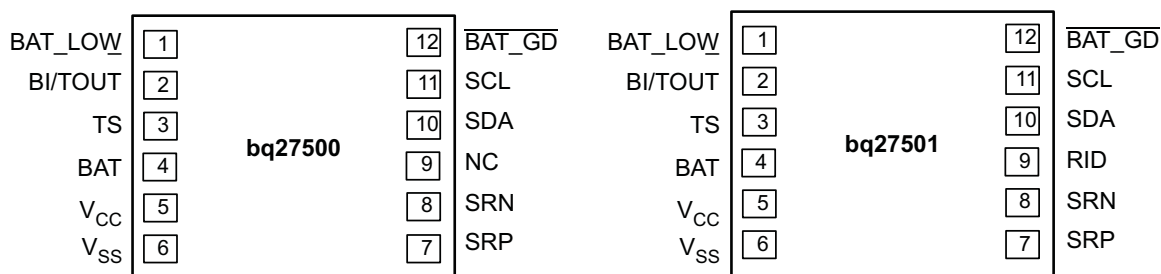 BAT_LOW 1 12 BAT_GD
BI/TOUT 2 11 SCL
TS 3 10 SDA
bq27500
BAT 4 9 NC
VCC 5 8 SRN
VSS 6 7 SRP
BAT_LOW 1 12 BAT_GD
BI/TOUT 2 11 SCL
TS 3 10 SDA
bq27501
BAT 4 9 RID
VCC 5 8 SRN
VSS 6 7 SRP